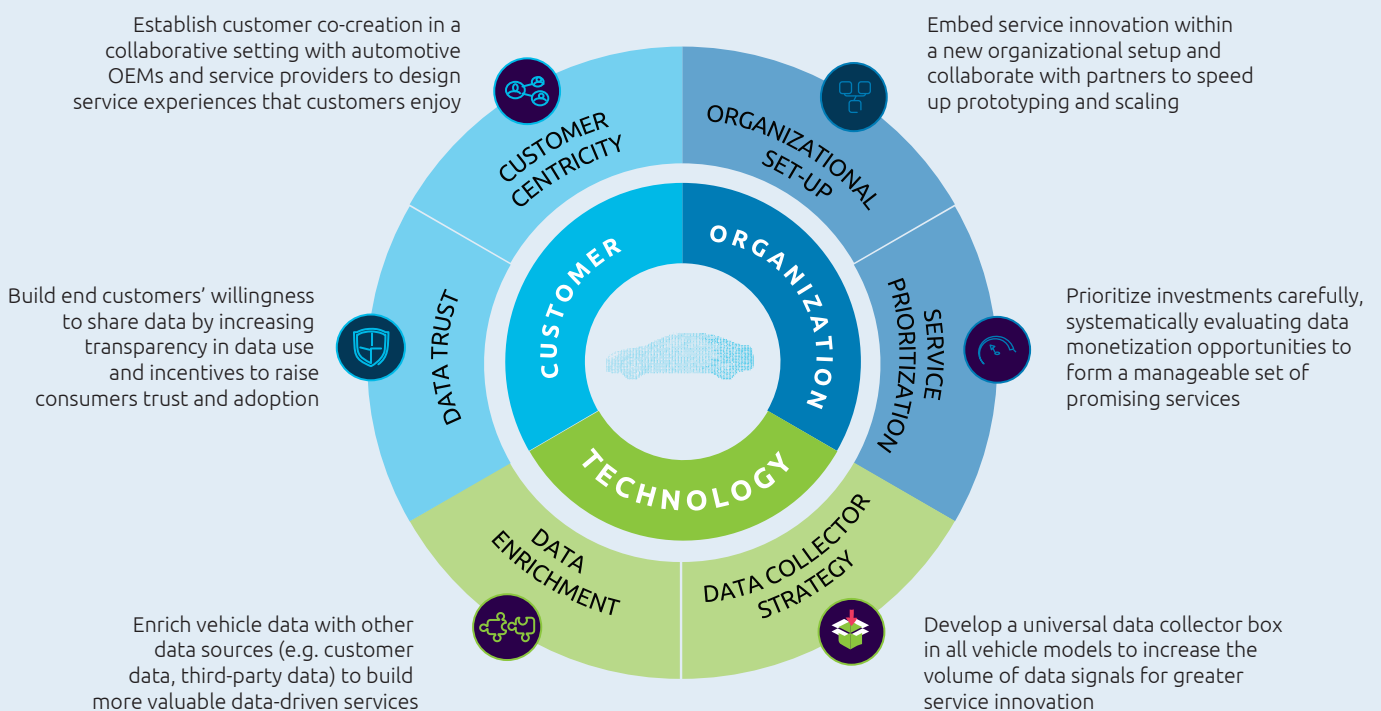 Establish customer co-creation in a
collaborative setting with automotive
OEMs and service providers to design
service experiences that customers enjoy
Embed service innovation within
a new organizational setup and
collaborate with partners to speed
up prototyping and scaling
CUSTOMER
CENTRICITY
ORGANIZATIONAL
SET-UP
CUSTOMER
ORGANIZATION
TECHNOLOGY
Build end customers’ willingness
to share data by increasing
transparency in data use
and incentives to raise
consumers trust and adoption
DATA TRUST
SERVICE
PRIORITIZATION
Prioritize investments carefully,
systematically evaluating data
monetization opportunities to
form a manageable set of
promising services
DATA
ENRICHMENT
DATA COLLECTOR
STRATEGY
Enrich vehicle data with other
data sources (e.g. customer
data, third-party data) to build
more valuable data-driven services
Develop a universal data collector box
in all vehicle models to increase the
volume of data signals for greater
service innovation